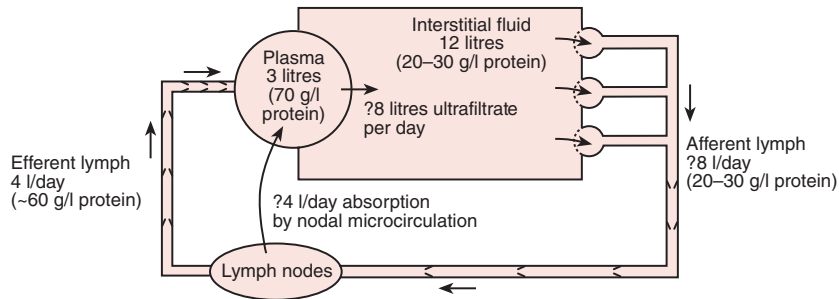 Interstitial fluid
12 litres
(20–30 g/l protein)
Plasma
3 litres
(70 g/l
protein)
?8 litres ultrafiltrate
per day
Efferent lymph
4 l/day
(~60 g/l protein)
Afferent lymph
?8 l/day
(20–30 g/l protein)
?4 l/day absorption
by nodal microcirculation
Lymph nodes